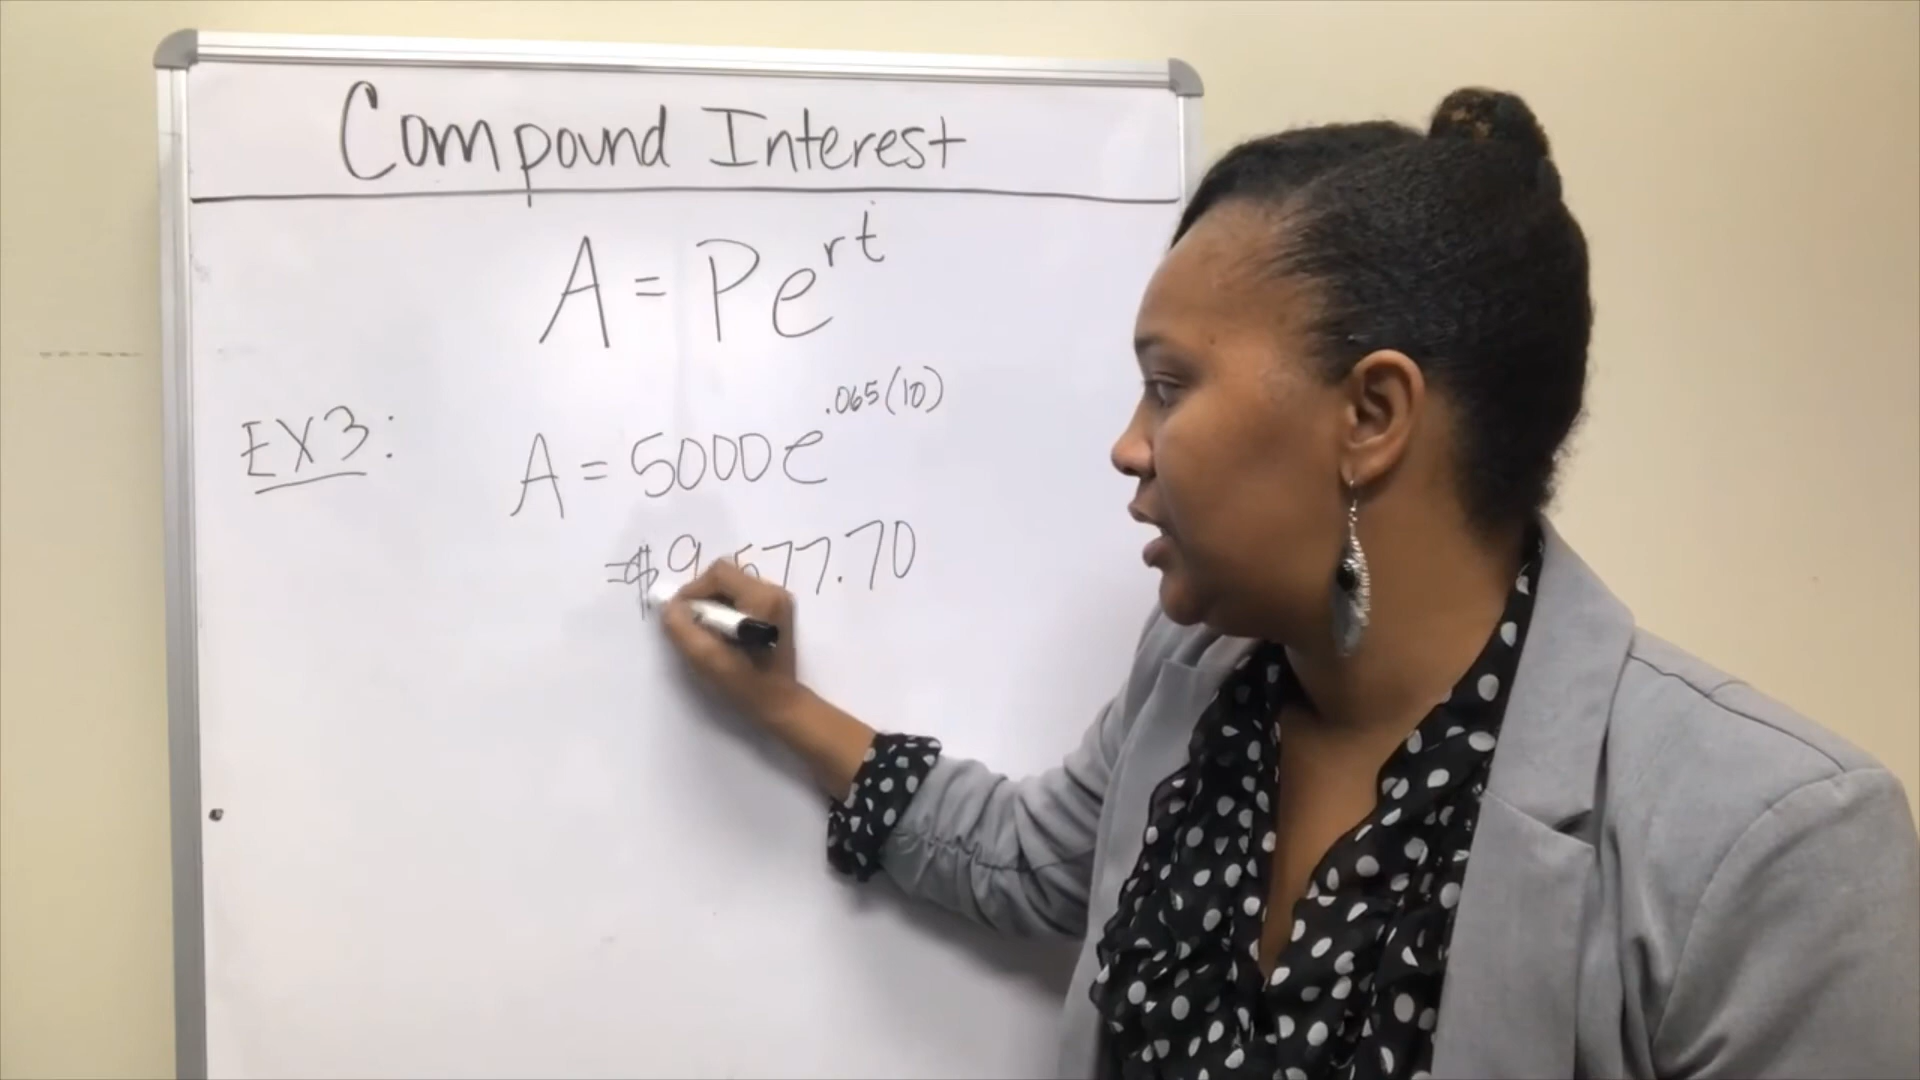 Compound Interest
A = Pe^rt
EX3:
A = 5000e^.065(10)
=$9,577.70